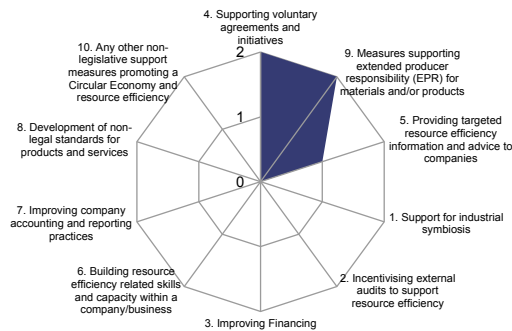 4. Supporting voluntary
agreements and
initiatives
9. Measures supporting
extended producer
responsibility (EPR) for
materials and/or products
5. Providing targeted
resource efficiency
information and advice to
companies
1. Support for industrial
symbiosis
2. Incentivising external
audits to support
resource efficiency
3. Improving Financing
6. Building resource
efficiency related skills
and capacity within a
company/business
7. Improving company
accounting and reporting
practices
8. Development of non-
legal standards for
products and services
10. Any other non-
legislative support
measures promoting a
Circular Economy and
resource efficiency
2
1
0